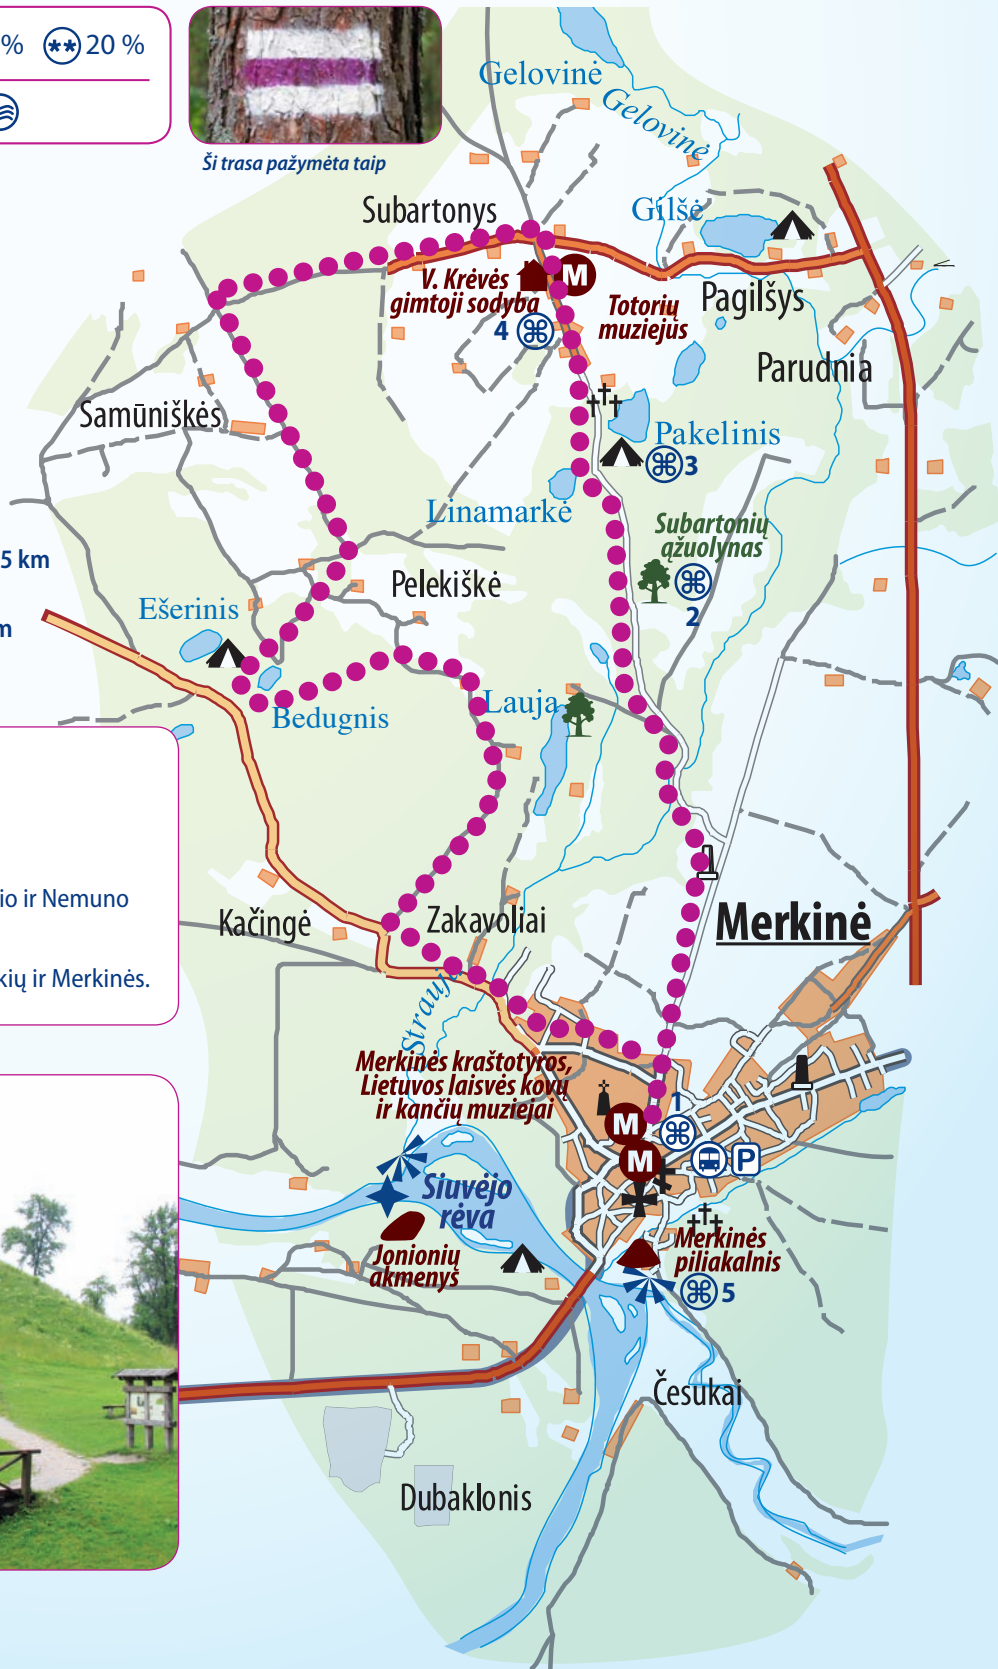 % ** 20 %
Ši trasa pažymėta taip
Gelovinė
Gelovinė
Subartonys
Gilšė
V. Krėvės
gimtoji sodyba
M
Totorių
muziejus
Pagilšys
4
Parudnia
Samūniškės
Pakelinis
3
Linamarkė
Subartonių
ąžuolynas
5 km
2
Pelekiškė
Ešerinis
m
Bedugnis
Lauja
io ir Nemuno
Kačingė
Zakavoliai
Merkinė
kių ir Merkinės.
Strauja
Merkinės kraštotyros,
Lietuvos laisvės kovų
ir kančių muziejai
1
M
M
P
Siuvėjo
rėva
Jonionių
akmenys
Merkinės
piliakalnis
5
Česukai
Dubaklonis